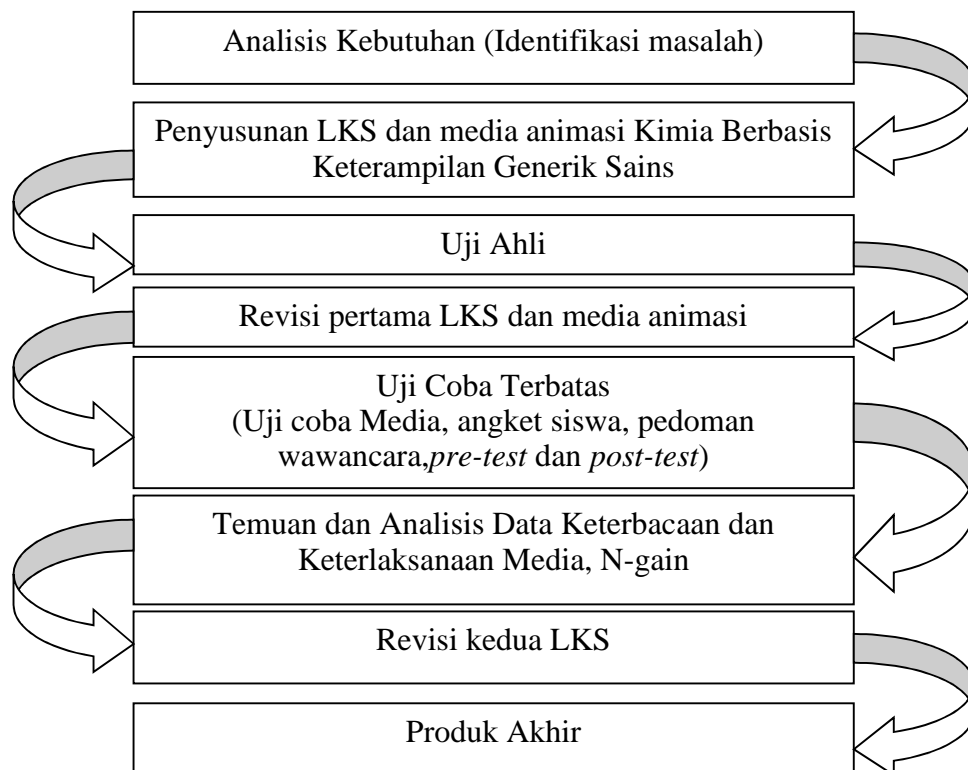 Analisis Kebutuhan (Identifikasi masalah)
Penyusunan LKS dan media animasi Kimia Berbasis
Keterampilan Generik Sains
Uji Ahli
Revisi pertama LKS dan media animasi
Uji Coba Terbatas
(Uji coba Media, angket siswa, pedoman
wawancara,pre-test dan post-test)
Temuan dan Analisis Data Keterbacaan dan
Keterlaksanaan Media, N-gain
Revisi kedua LKS
Produk Akhir